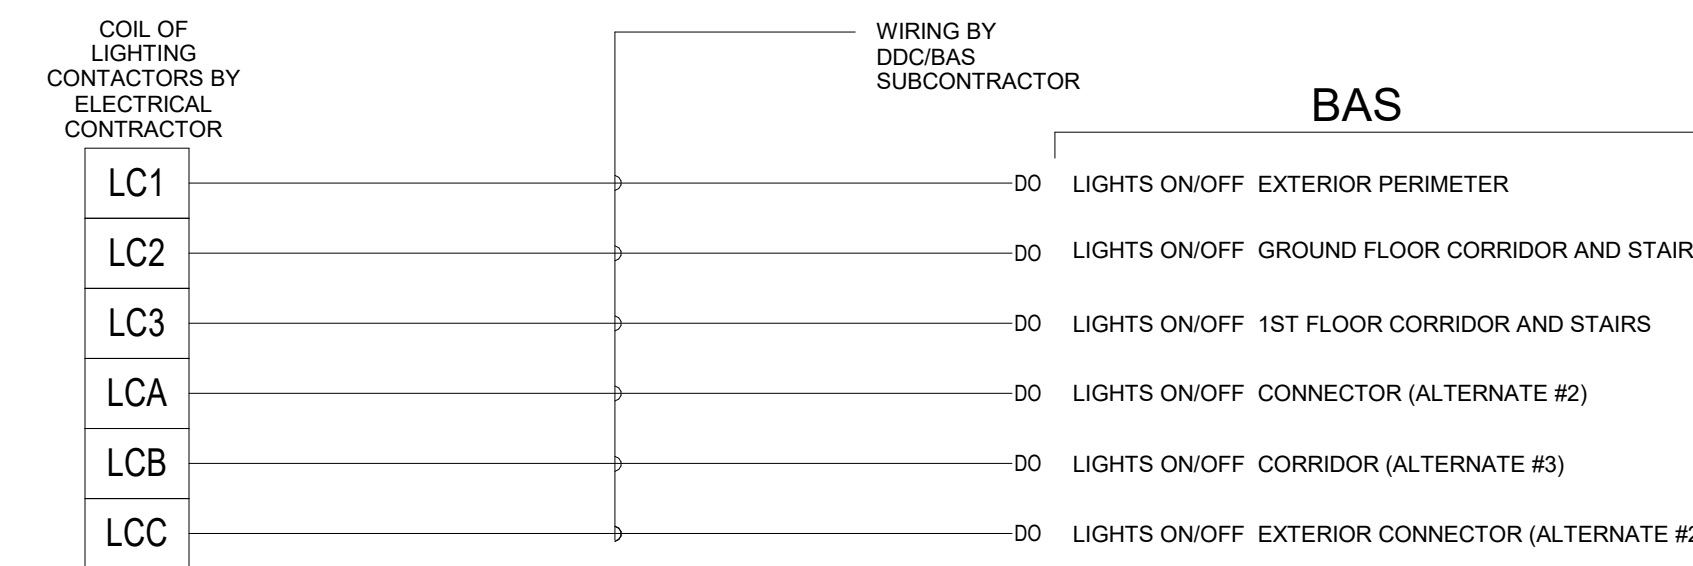 COIL OF
LIGHTING
CONTACTORS BY
ELECTRICAL
CONTRACTOR
WIRING BY
DDC/BAS
SUBCONTRACTOR
BAS
LC1 DO LIGHTS ON/OFF EXTERIOR PERIMETER
LC2 DO LIGHTS ON/OFF GROUND FLOOR CORRIDOR AND STAIR
LC3 DO LIGHTS ON/OFF 1ST FLOOR CORRIDOR AND STAIRS
LCA DO LIGHTS ON/OFF CONNECTOR (ALTERNATE #2)
LCB DO LIGHTS ON/OFF CORRIDOR (ALTERNATE #3)
LCC DO LIGHTS ON/OFF EXTERIOR CONNECTOR (ALTERNATE #2